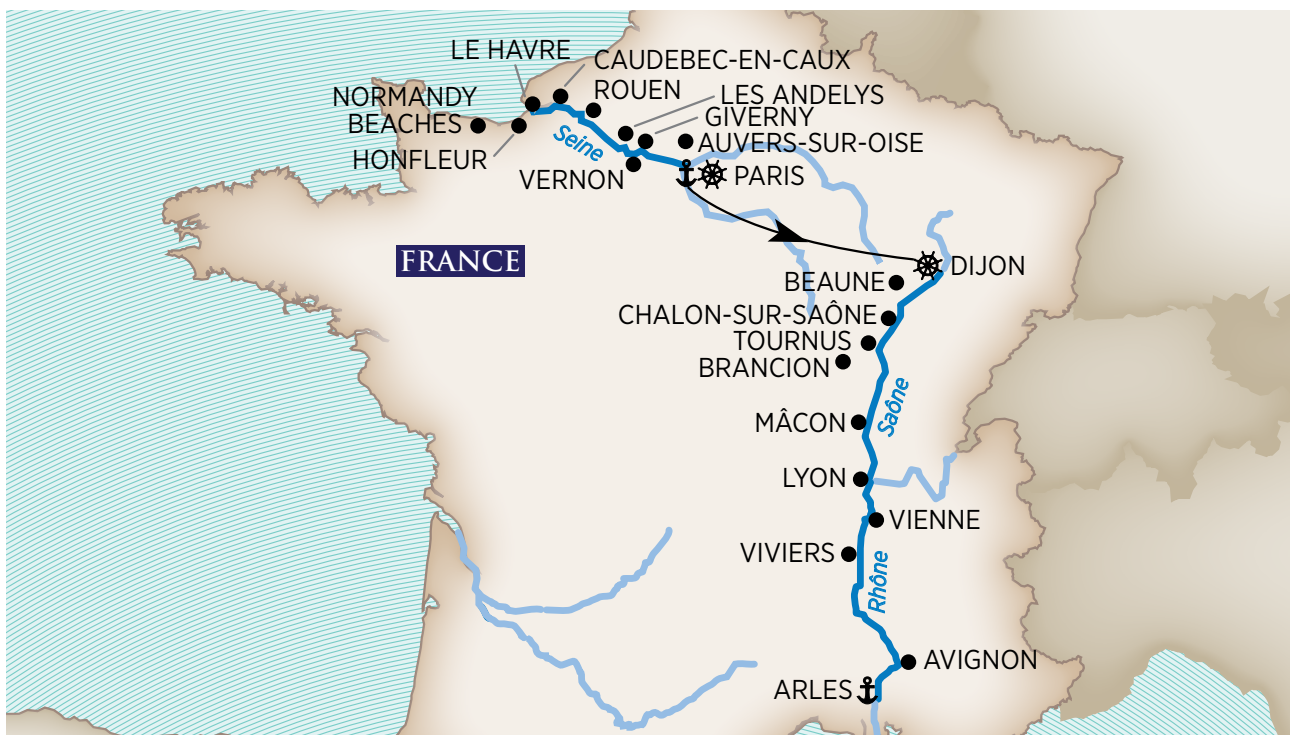 LE HAVRE
CAUDEBEC-EN-CAUX
ROUEN
NORMANDY
BEACHES
LES ANDELYS
GIVERNY
HONFLEUR
Seine
AUVERS-SUR-OISE
VERNON
PARIS
FRANCE
DIJON
BEAUNE
CHALON-SUR-SAÔNE
TOURNUS
BRANCION
Saône
MÂCON
LYON
VIENNE
VIVIERS
Rhône
AVIGNON
ARLES